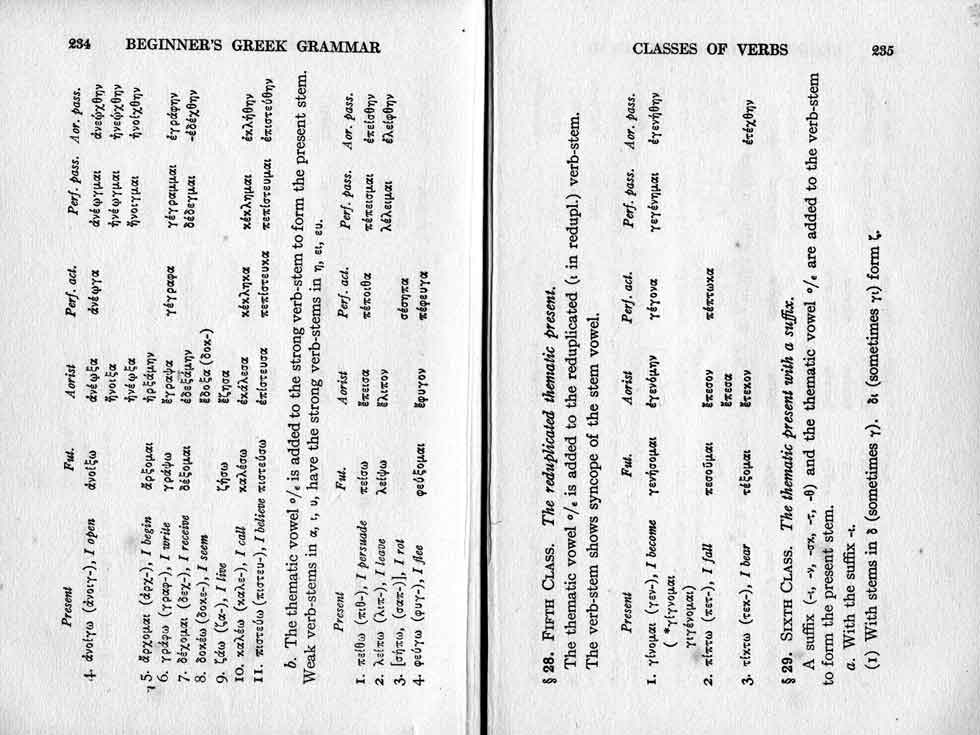 234 BEGINNER'S GREEK GRAMMAR
Present Fut. Aorist Perf. act. Perf. pass. Aor. pass.
4. ἀνοίγω (ἀνοιγ-), I open ἀνοίξω ἀνέῳξα ἀνέῳγα ἀνέῳγμαι ἀνεῴχθην
ἤνοιξα ἠνέῳγμαι ἠνεῴχθην
ἠνέῳξα ἤνοιγμαι ἠνοίχθην
5. ἄρχομαι (ἀρχ-), I begin ἄρξομαι ἠρξάμην
6. γράφω (γραφ-), I write γράψω ἔγραψα γέγραφα γέγραμμαι ἐγράφην
7. δέχομαι (δεχ-), I receive δέξομαι ἐδεξάμην δέδεγμαι -εδέχθην
8. δοκέω (δοκε-), I seem ἔδοξα (δοκ-)
9. ζάω (ζα-), I live ζήσω ἔζησα
10. καλέω (καλε-), I call καλέσω ἐκάλεσα κέκληκα κέκλημαι ἐκλήθην
11. πιστεύω (πιστευ-), I believe πιστεύσω ἐπίστευσα πεπίστευκα πεπίστευμαι ἐπιστεύθην
b. The thematic vowel ο/ε is added to the strong verb-stem to form the present stem.
Weak verb-stems in α, ι, υ, have the strong verb-stems in η, ει, ευ.
Present Fut. Aorist Perf. act. Perf. pass. Aor. pass.
1. πείθω (πιθ-), I persuade πείσω ἔπεισα πέποιθα πέπεισμαι ἐπείσθην
2. λείπω (λιπ-), I leave λείψω ἔλιπον λέλειμμαι ἐλείφθην
3. [σήπω, (σαπ-)], I rot σέσηπα
4. φεύγω (φυγ-), I flee φεύξομαι ἔφυγον πέφευγα
CLASSES OF VERBS 235
§ 28. FIFTH CLASS. The reduplicated thematic present.
The thematic vowel ο/ε is added to the reduplicated (ι in redupl.) verb-stem.
The verb-stem shows syncope of the stem vowel.
Present Fut. Aorist Perf. act. Perf. pass. Aor. pass.
1. γίνομαι (γεν-), I become γενήσομαι ἐγενόμην γέγονα γεγένημαι ἐγενήθην
( *γίγνομαι
γιγένομαι)
2. πίπτω (πετ-), I fall πεσοῦμαι ἔπεσον πέπτωκα
ἔπεσα
3. τίκτω (τεκ-), I bear τέξομαι ἔτεκον ἐτέχθην
§ 29. SIXTH CLASS. The thematic present with a suffix.
A suffix (-ι, -ν, -σκ, -τ, -θ) and the thematic vowel ο/ε are added to the verb-stem
to form the present stem.
a. With the suffix -ι.
(1) With stems in δ (sometimes γ). δι (sometimes γι) form ζ.